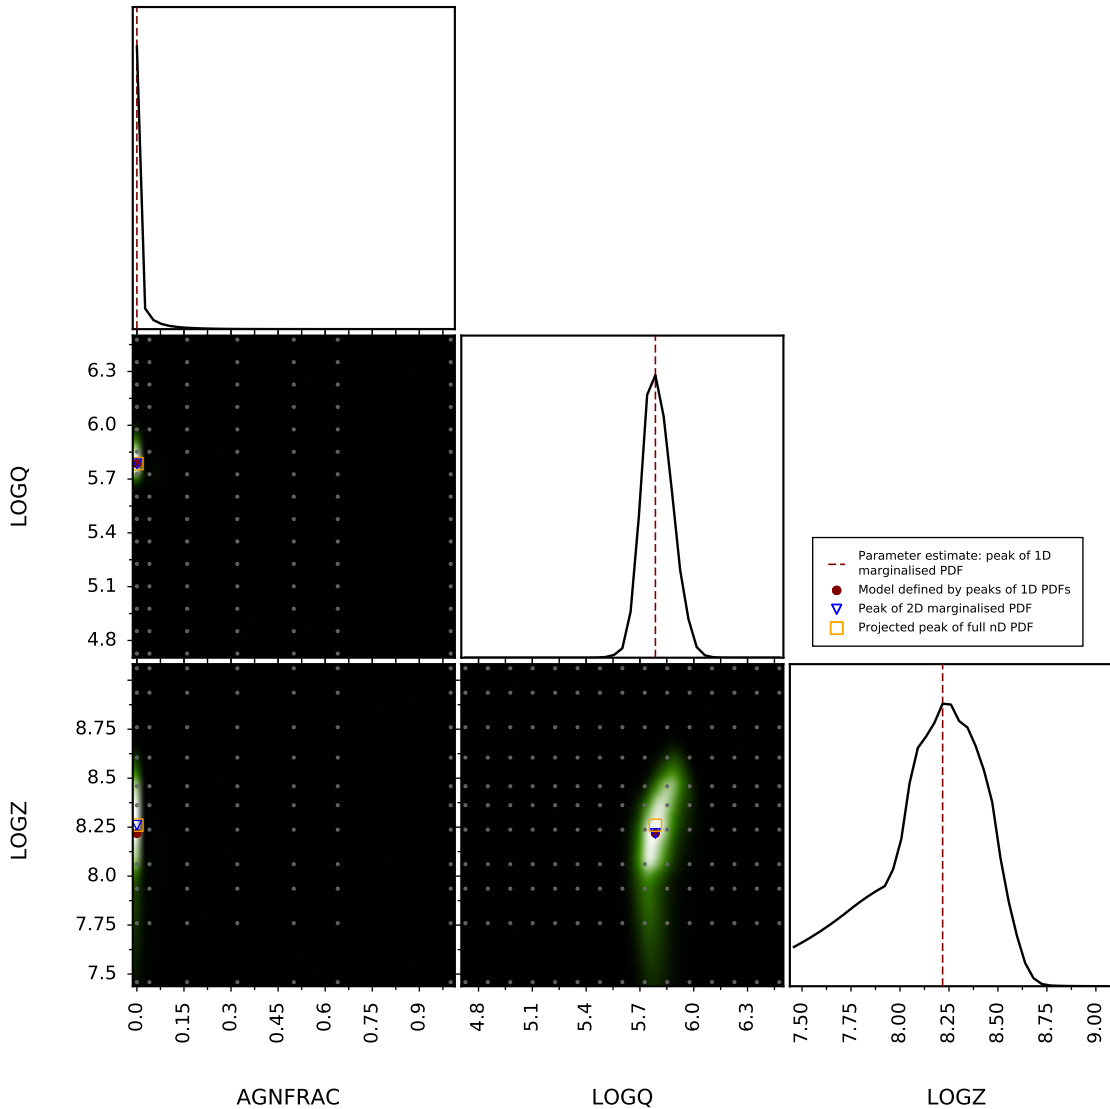 6.3
6.0
5.7
5.4
5.1
4.8
LOGQ
Parameter estimate: peak of 1D
marginalised PDF
Model defined by peaks of 1D PDFs
Peak of 2D marginalised PDF
Projected peak of full nD PDF
8.75
8.5
8.25
8.0
7.75
7.5
LOGZ
0.0 0.15 0.3 0.45 0.6 0.75 0.9
4.8 5.1 5.4 5.7 6.0 6.3
7.50 7.75 8.00 8.25 8.50 8.75 9.00
AGNFRAC
LOGQ
LOGZ